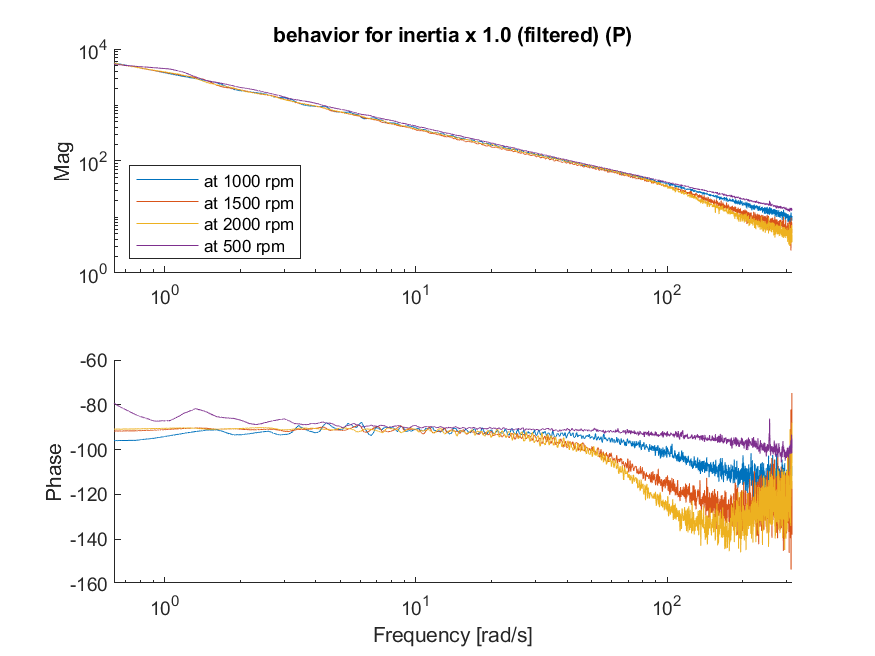 behavior for inertia x 1.0 (filtered) (P)
10^4
Mag
10^2
at 1000 rpm
at 1500 rpm
at 2000 rpm
at 500 rpm
10^0
10^0 10^1 10^2
-60
-80
-100
Phase
-120
-140
-160
10^0 10^1 10^2
Frequency [rad/s]